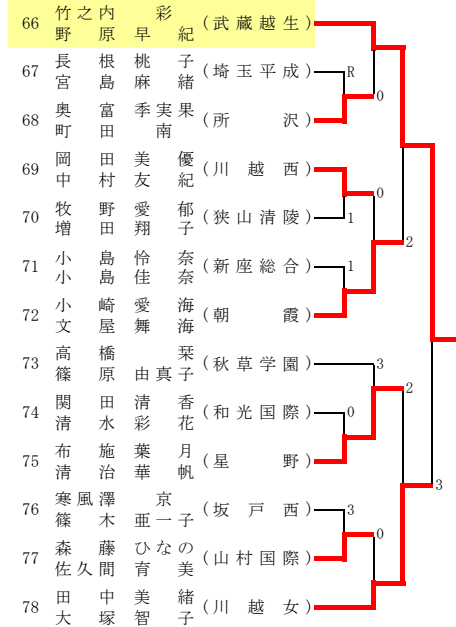 66 竹之内 彩 野原早紀 (武蔵越生)
67 長根桃子 宮島麻緒 (埼玉平成) R
0
68 奥富季実果 町田南 (所沢)
69 岡田美優 中村友紀 (川越西)
0
70 牧野愛郁 増田翔子 (狭山清陵) 1
2
71 小島怜奈 小島佳奈 (新座総合) 1
72 小崎愛海 文屋舞海 (朝霞)
73 高橋栞 篠原由真子 (秋草学園) 3
2
74 関田清香 清水彩花 (和光国際) 0
75 布施葉月 清治華帆 (星野)
3
76 寒風澤京 篠木亜一子 (坂戸西) 3
0
77 森藤ひなの 佐久間育美 (山村国際)
78 田中美緒 大塚智子 (川越女)